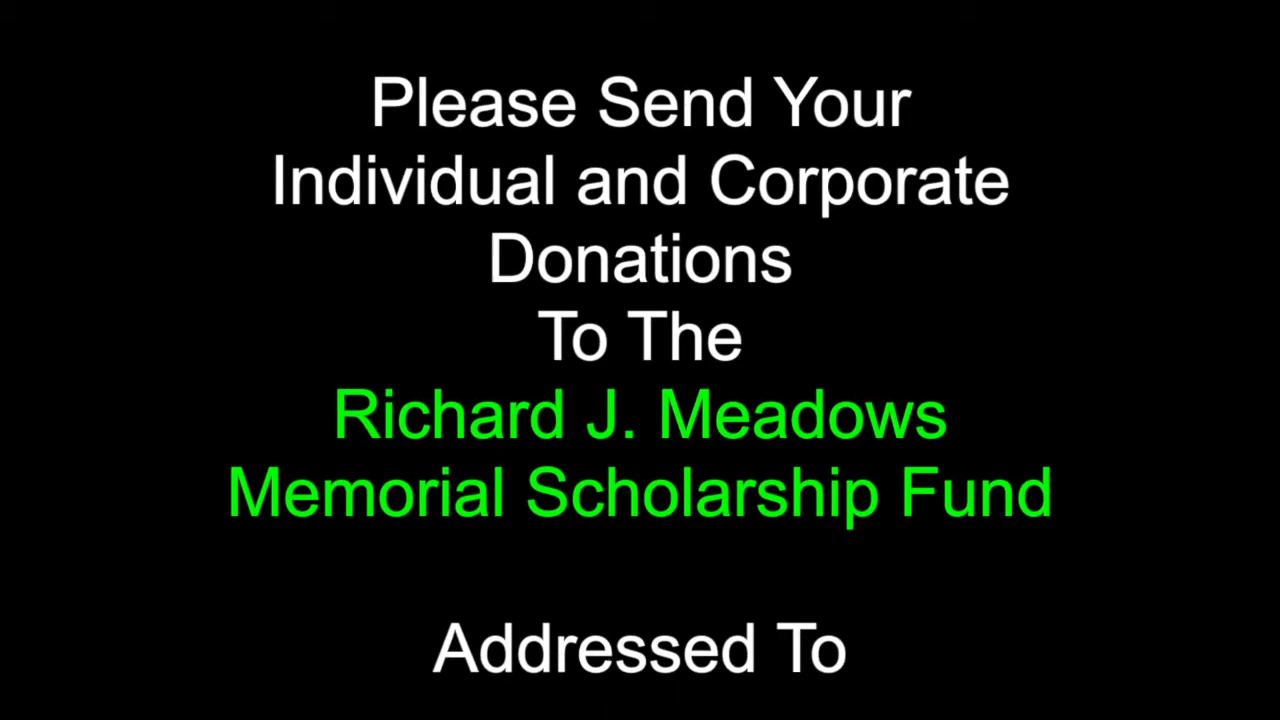 Please Send Your
Individual and Corporate
Donations
To The
Richard J. Meadows
Memorial Scholarship Fund
Addressed To